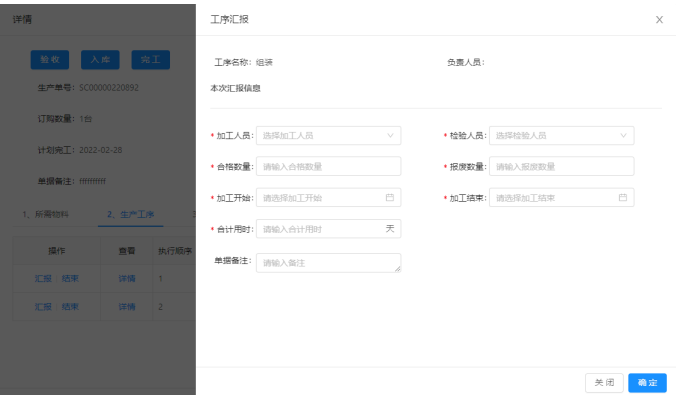 详情
验收 入库 完工
生产单号：SC00000220892
订购数量：1台
计划完工：2022-02-28
单据备注：fffffffff
1、所需物料 2、生产工序 3
操作 查看 执行顺序
汇报 结束 详情 1
汇报 结束 详情 2
工序汇报 X
工序名称：组装 负责人员：
本次汇报信息
* 加工人员： 选择加工人员 * 检验人员： 选择检验人员
* 合格数量： 请输入合格数量 * 报废数量： 请输入报废数量
* 加工开始： 请选择加工开始 * 加工结束： 请选择加工结束
* 合计用时： 请输入合计用时 天
单据备注： 请输入备注
关闭 确定